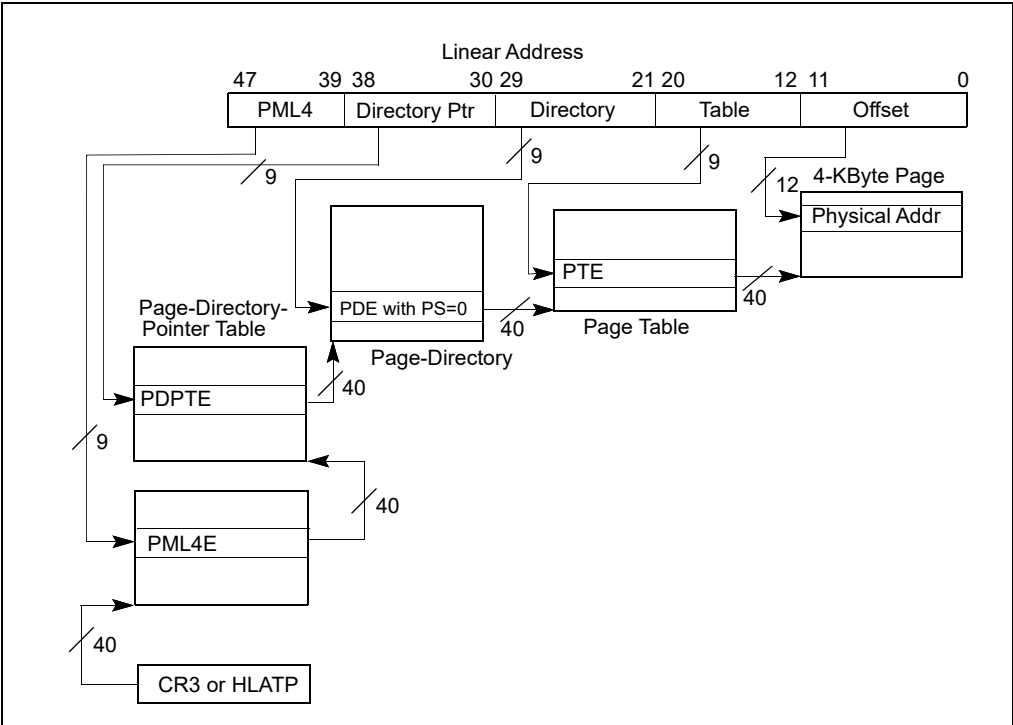 Linear Address
47 39 38 30 29 21 20 12 11 0
PML4 Directory Ptr Directory Table Offset
9 9 9 12 4-KByte Page
Physical Addr
PTE
40
Page-Directory-
Pointer Table
PDE with PS=0
40
Page Table
Page-Directory
40
PDPTE
9
40
PML4E
40
CR3 or HLATP